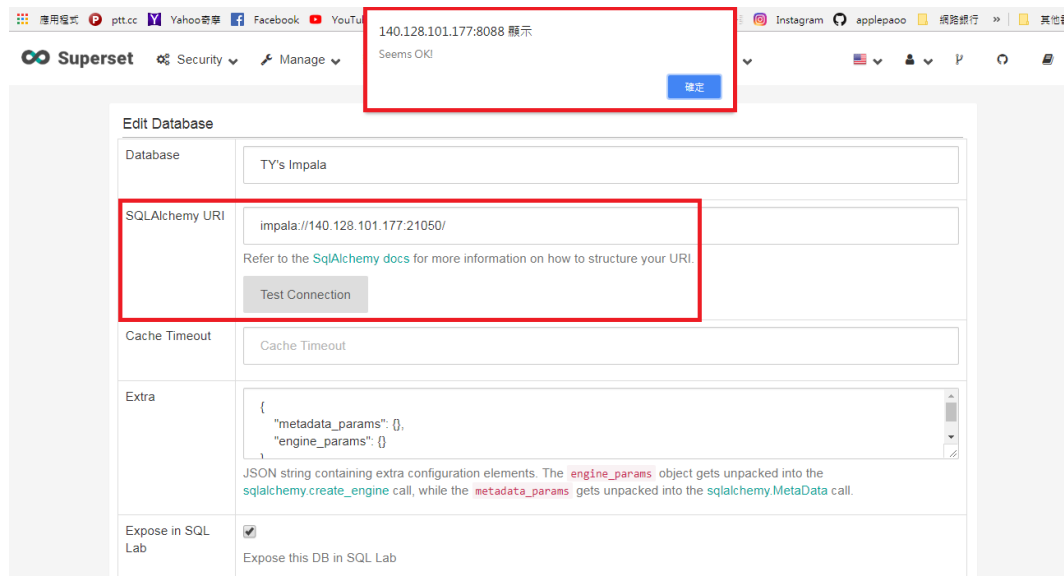 應用程式 ptt.cc Yahoo奇摩 Facebook YouTu Instagram applepaoo 網路銀行 » 其他
140.128.101.177:8088 顯示
Seems OK!
確定
Superset Security Manage
Edit Database
Database
TY's Impala
SQLAlchemy URI
impala://140.128.101.177:21050/
Refer to the SqlAlchemy docs for more information on how to structure your URI.
Test Connection
Cache Timeout
Cache Timeout
Extra
{
"metadata_params": {},
"engine_params": {}
}
JSON string containing extra configuration elements. The engine_params object gets unpacked into the
sqlalchemy.create_engine call, while the metadata_params gets unpacked into the sqlalchemy.MetaData call.
Expose in SQL
Lab
Expose this DB in SQL Lab